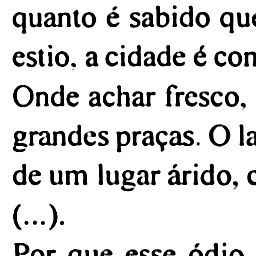 quanto é sabido que
estio, a cidade é con
Onde achar fresco,
grandes praças. O la
de um lugar árido, c
(...).
Por que esse ódio